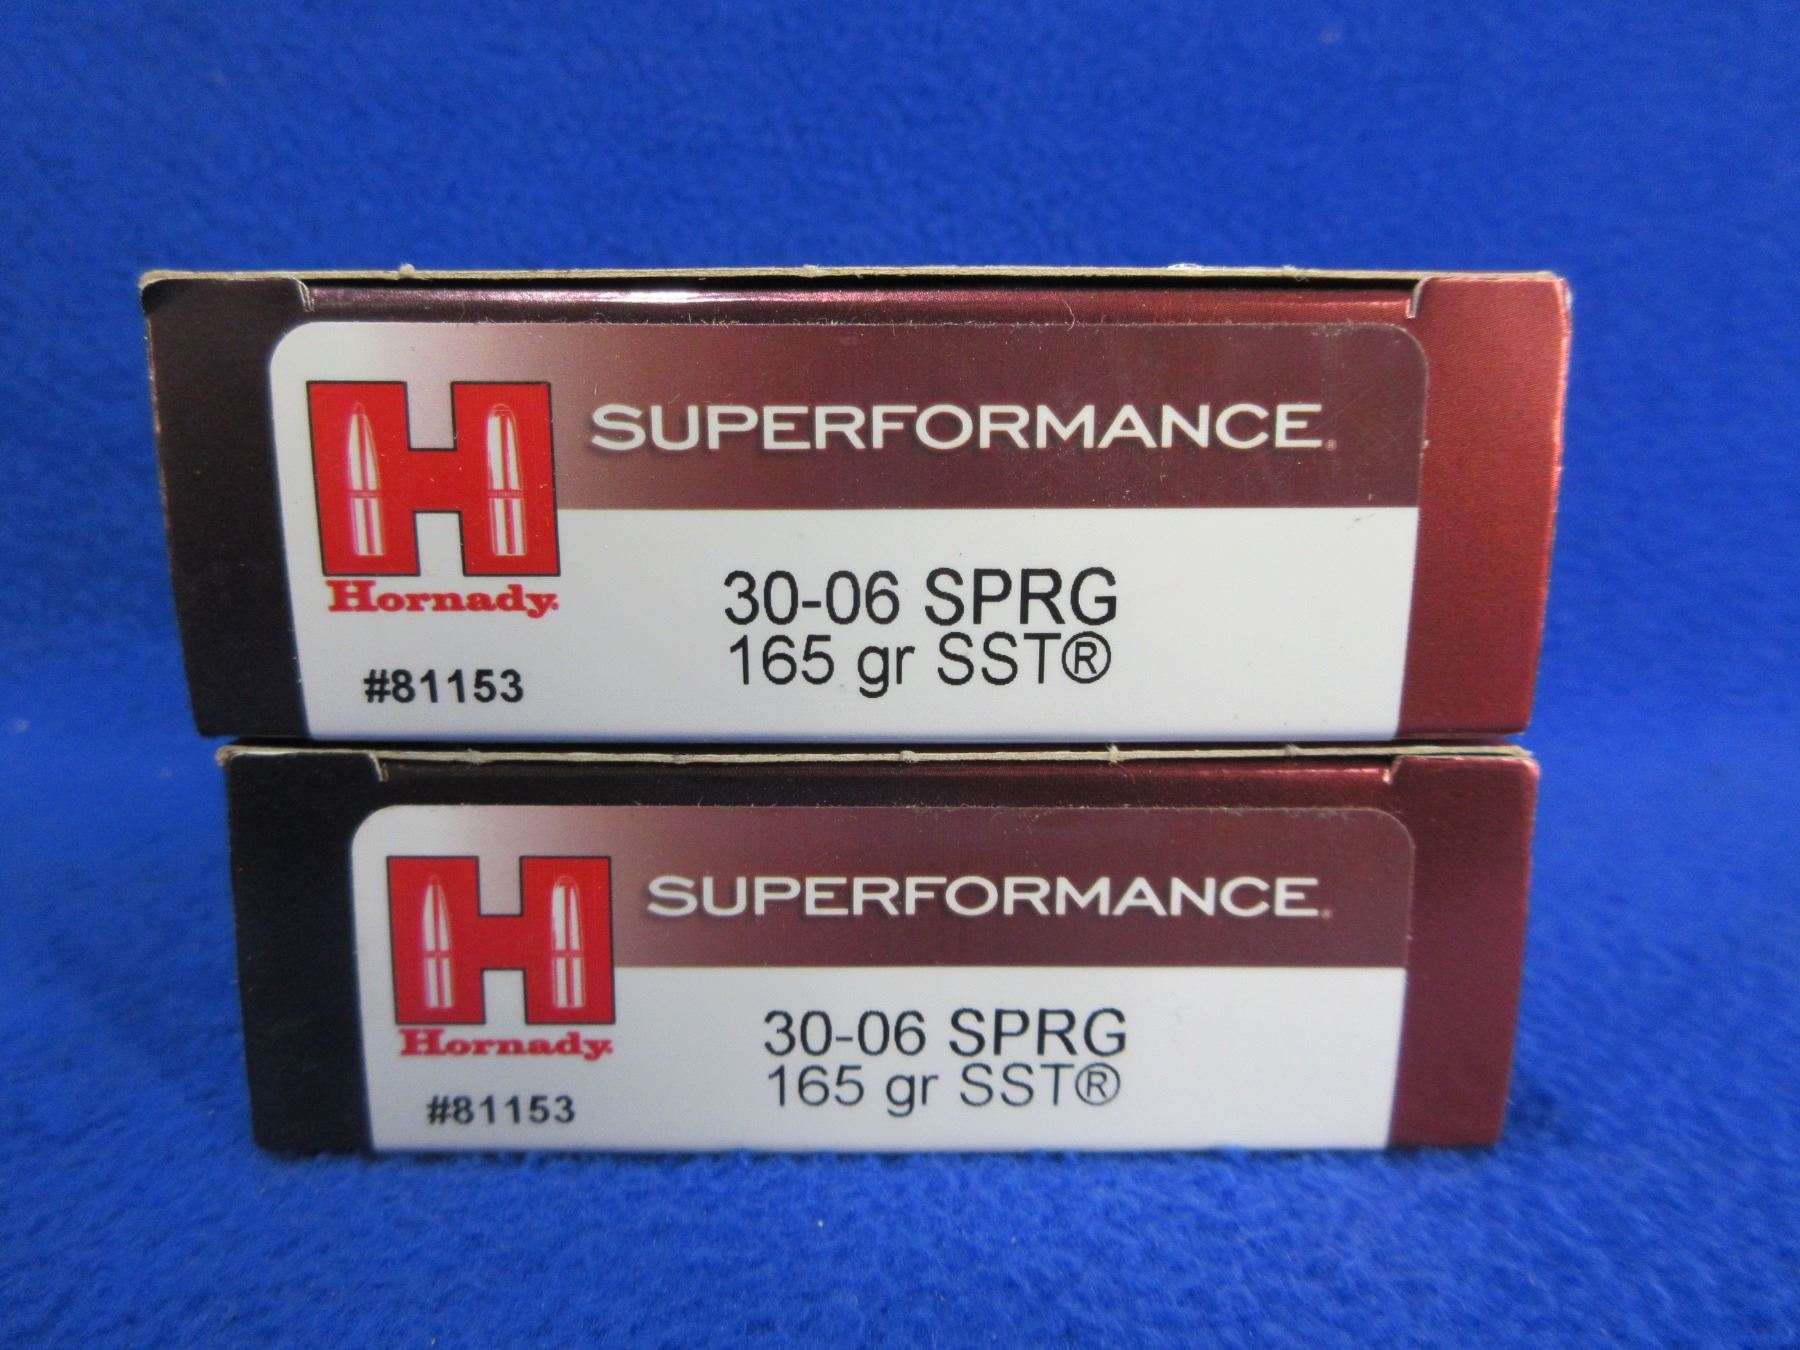 SUPERFORMANCE®
H
Hornady.
30-06 SPRG
165 gr SST®
#81153
SUPERFORMANCE®
H
Hornady.
30-06 SPRG
165 gr SST®
#81153